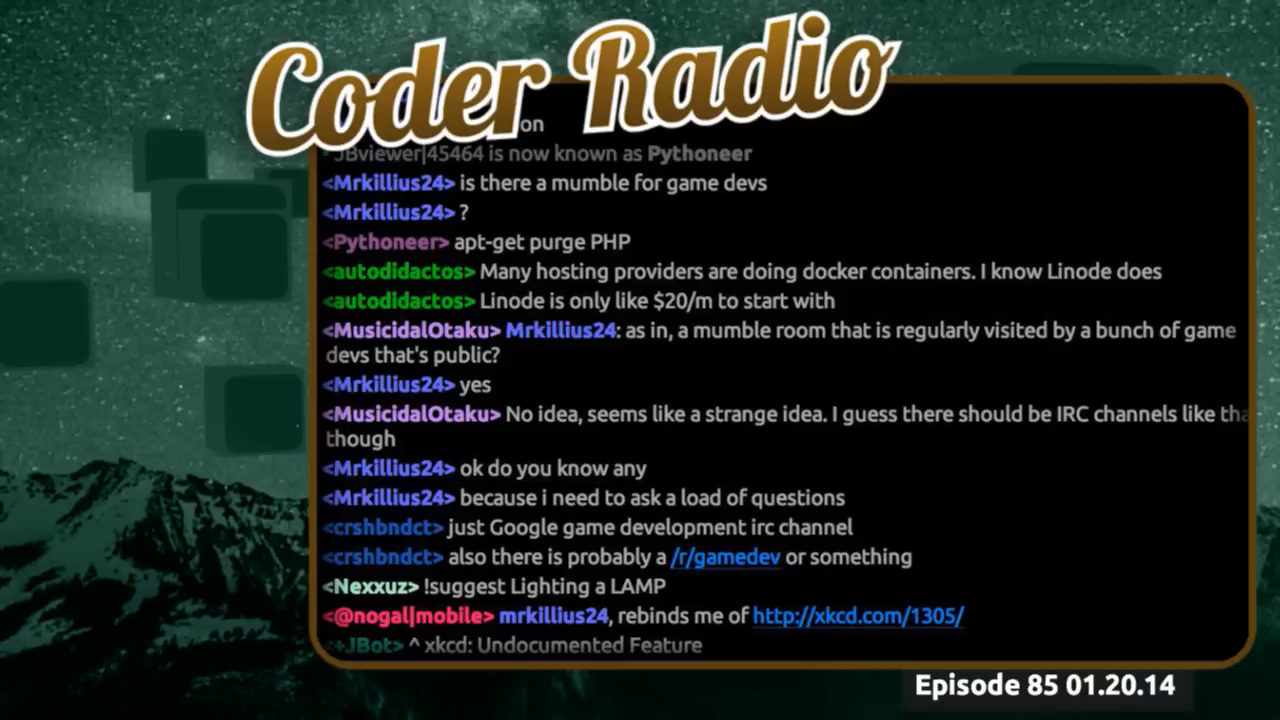 Coder Radio
on
JBviewer|45464 is now known as Pythoneer
<Mrkillius24> is there a mumble for game devs
<Mrkillius24> ?
<Pythoneer> apt-get purge PHP
<autodidactos> Many hosting providers are doing docker containers. I know Linode does
<autodidactos> Linode is only like $20/m to start with
<MusicidalOtaku> Mrkillius24: as in, a mumble room that is regularly visited by a bunch of game
devs that's public?
<Mrkillius24> yes
<MusicidalOtaku> No idea, seems like a strange idea. I guess there should be IRC channels like tha
though
<Mrkillius24> ok do you know any
<Mrkillius24> because i need to ask a load of questions
<crshbndct> just Google game development irc channel
<crshbndct> also there is probably a /r/gamedev or something
<Nexxuz> !suggest Lighting a LAMP
<@nogal|mobile> mrkillius24, rebinds me of http://xkcd.com/1305/
<+JBot> ^ xkcd: Undocumented Feature
Episode 85 01.20.14